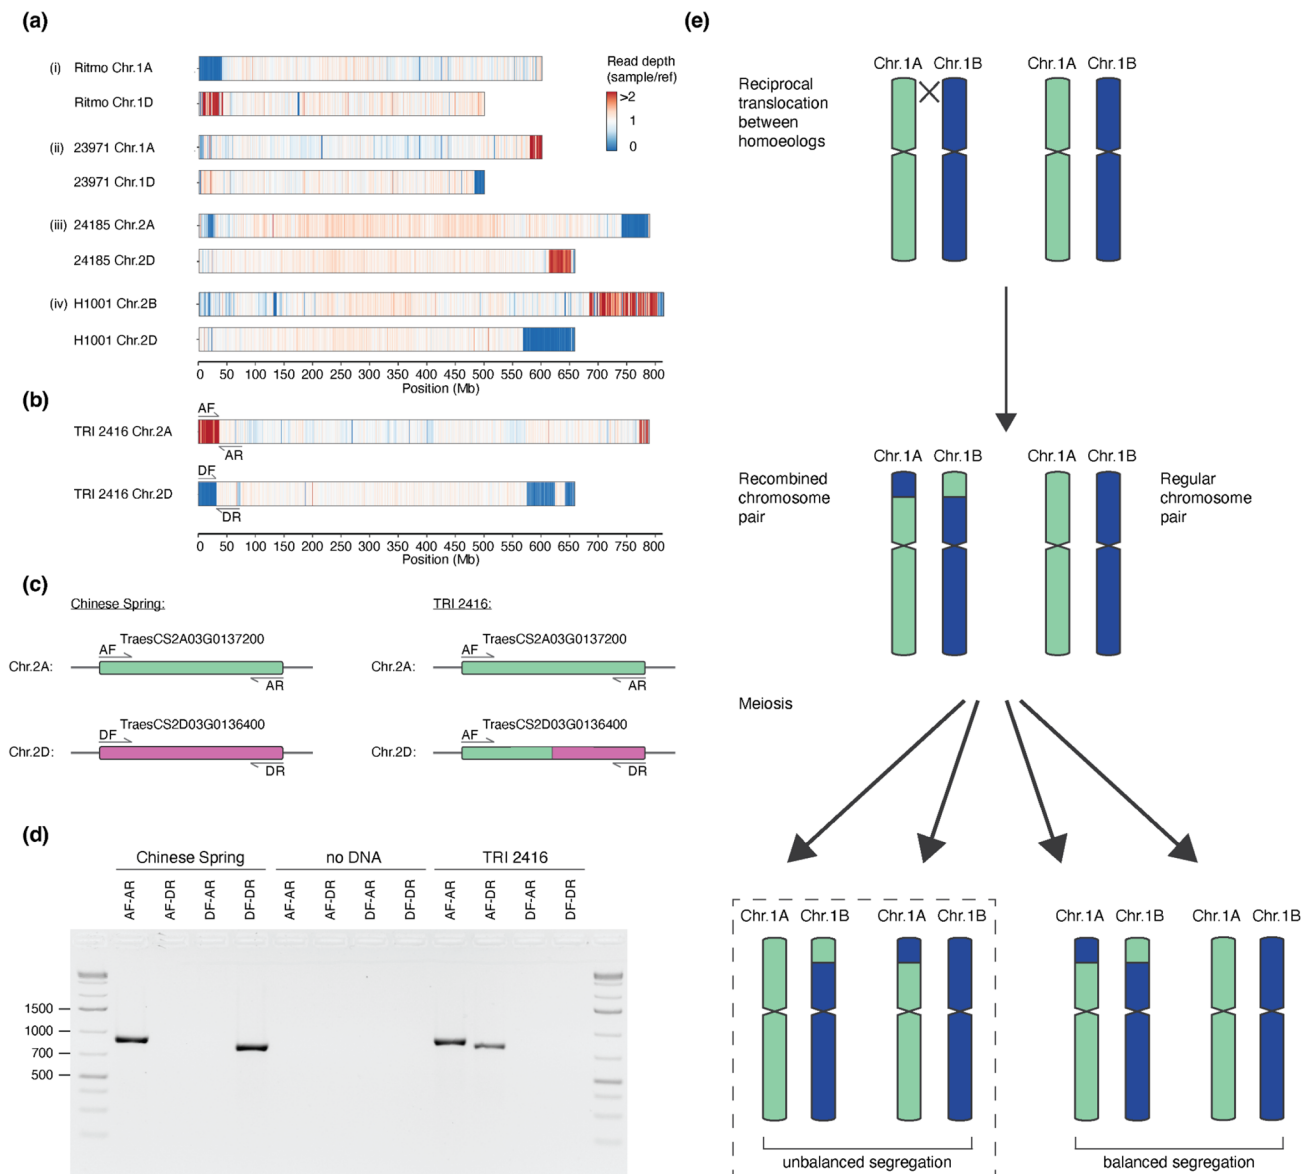 (a)
(i) Ritmo Chr.1A
Ritmo Chr.1D
(ii) 23971 Chr.1A
23971 Chr.1D
(iii) 24185 Chr.2A
24185 Chr.2D
(iv) H1001 Chr.2B
H1001 Chr.2D
Read depth
(sample/ref)
>2
1
0
0 50 100 150 200 250 300 350 400 450 500 550 600 650 700 750 800
Position (Mb)
(b)
AF
TRI 2416 Chr.2A
AR
DF
TRI 2416 Chr.2D
DR
0 50 100 150 200 250 300 350 400 450 500 550 600 650 700 750 800
Position (Mb)
(c)
Chinese Spring:
TraesCS2A03G0137200
AF
Chr.2A:
AR
TraesCS2D03G0136400
DF
Chr.2D:
DR
TRI 2416:
TraesCS2A03G0137200
AF
Chr.2A:
AR
TraesCS2D03G0136400
AF
Chr.2D:
DR
(d)
Chinese Spring no DNA TRI 2416
AF-AR AF-DR DF-AR DF-DR AF-AR AF-DR DF-AR DF-DR AF-AR AF-DR DF-AR DF-DR
1500
1000
700
500
(e)
Chr.1A Chr.1B Chr.1A Chr.1B
Reciprocal
translocation
between
homoeologs
Chr.1A Chr.1B Chr.1A Chr.1B
Recombined
chromosome
pair
Regular
chromosome
pair
Meiosis
Chr.1A Chr.1B Chr.1A Chr.1B Chr.1A Chr.1B Chr.1A Chr.1B
unbalanced segregation
balanced segregation